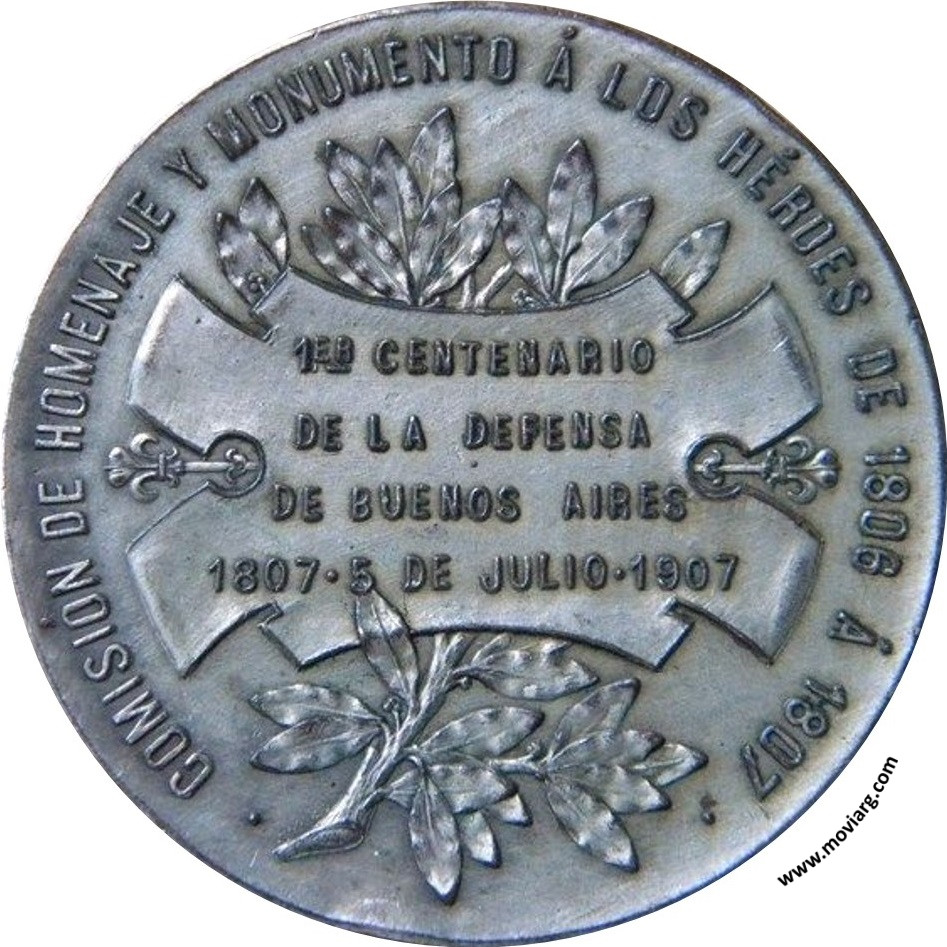 COMISIÓN DE HOMENAJE Y MONUMENTO Á LOS HÉROES DE 1806 Á 1807
1ER CENTENARIO
DE LA DEFENSA
DE BUENOS AIRES
1807·5 DE JULIO·1907
www.moviarg.com